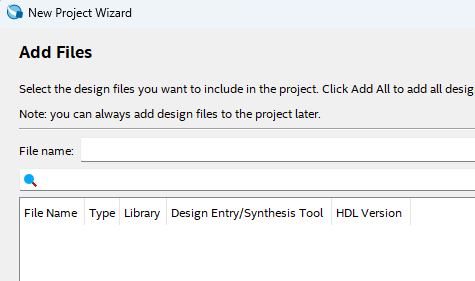 New Project Wizard
Add Files
Select the design files you want to include in the project. Click Add All to add all desig
Note: you can always add design files to the project later.
File name:
File Name Type Library Design Entry/Synthesis Tool HDL Version